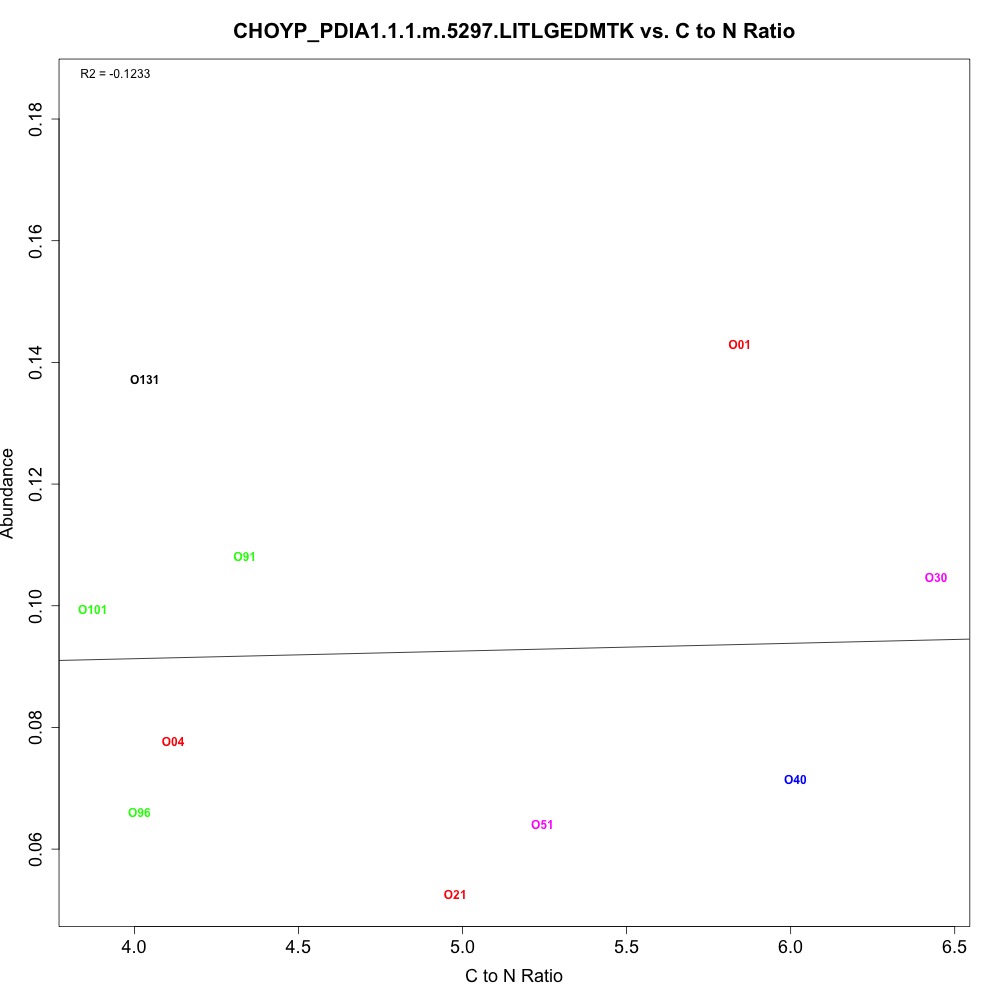 CHOYP_PDIA1.1.1.m.5297.LITLGEDMTK vs. C to N Ratio
R2 = -0.1233
0.18
0.16
O01
0.14
O131
0.12
Abundance
O91
O30
0.10
O101
0.08
O04
O40
O96
O51
0.06
O21
4.0 4.5 5.0 5.5 6.0 6.5
C to N Ratio